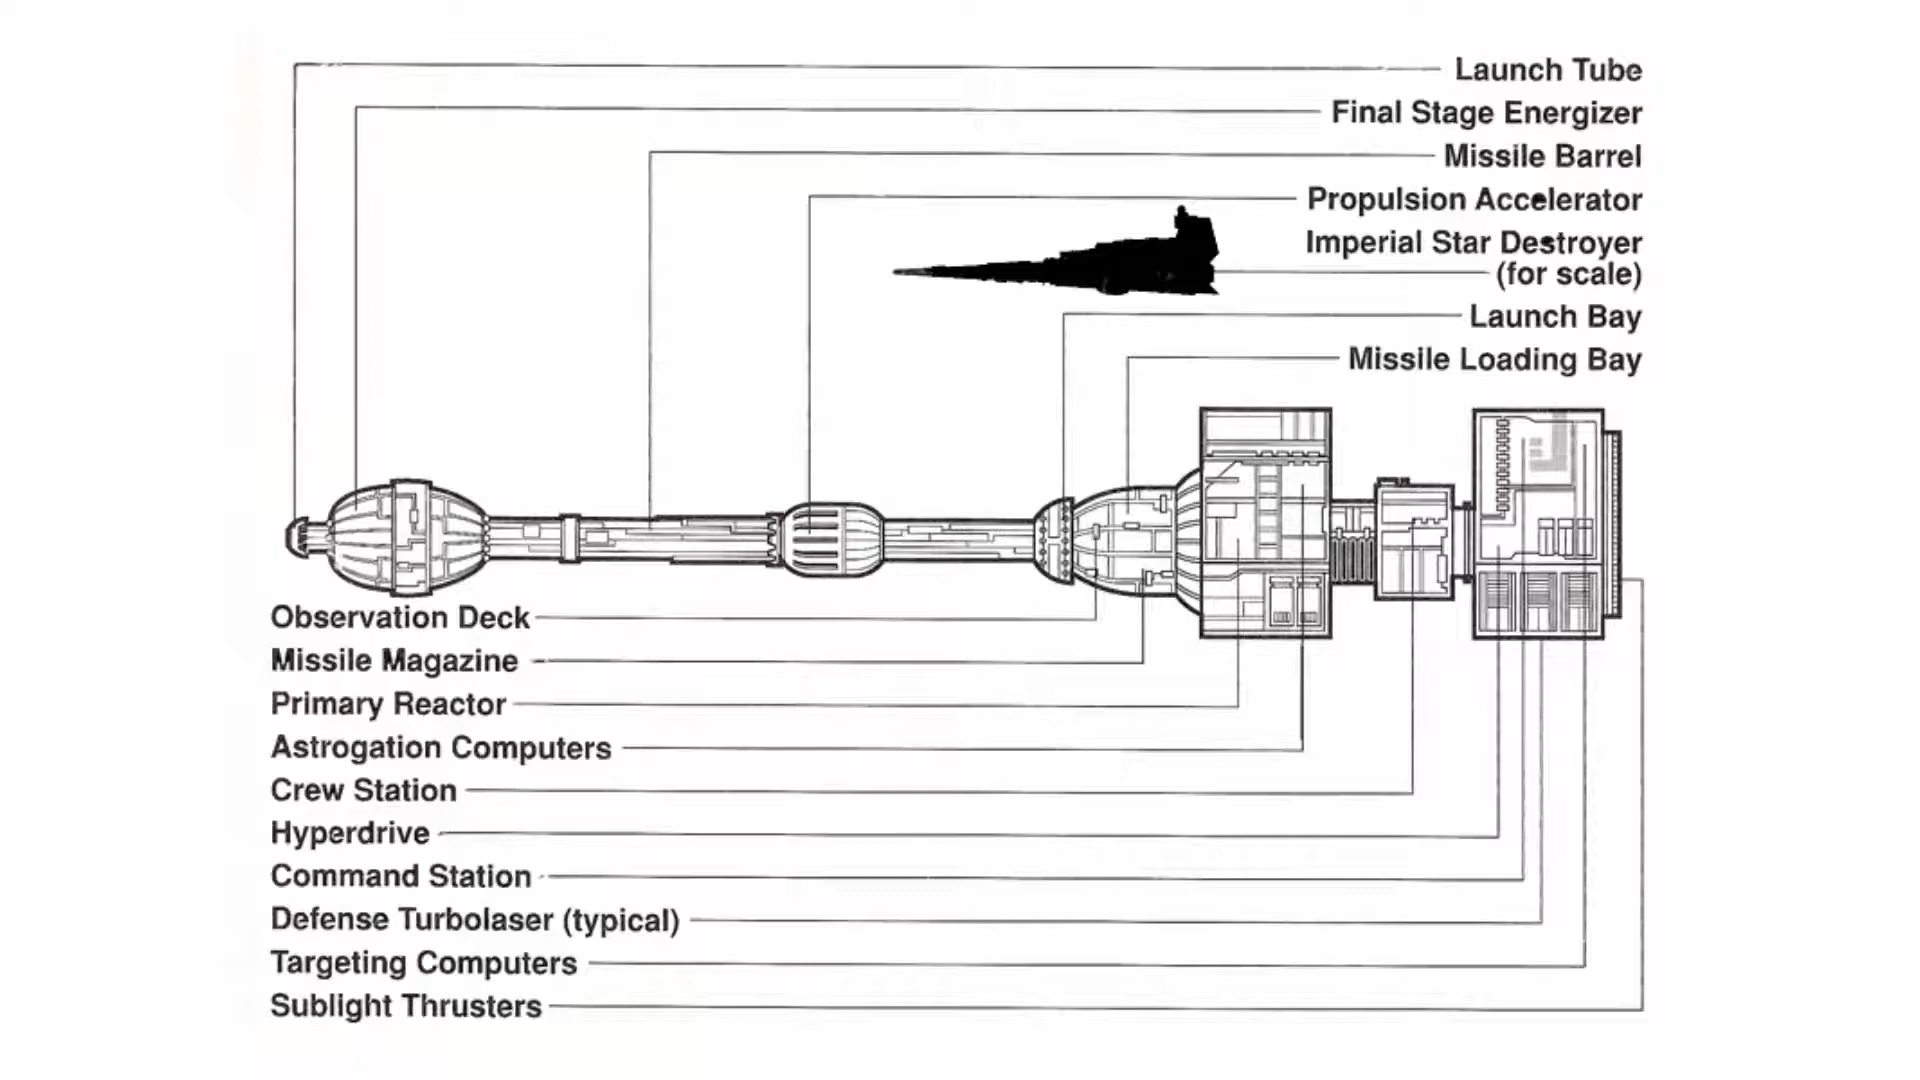 Launch Tube
Final Stage Energizer
Missile Barrel
Propulsion Accelerator
Imperial Star Destroyer
(for scale)
Launch Bay
Missile Loading Bay
Observation Deck
Missile Magazine
Primary Reactor
Astrogation Computers
Crew Station
Hyperdrive
Command Station
Defense Turbolaser (typical)
Targeting Computers
Sublight Thrusters